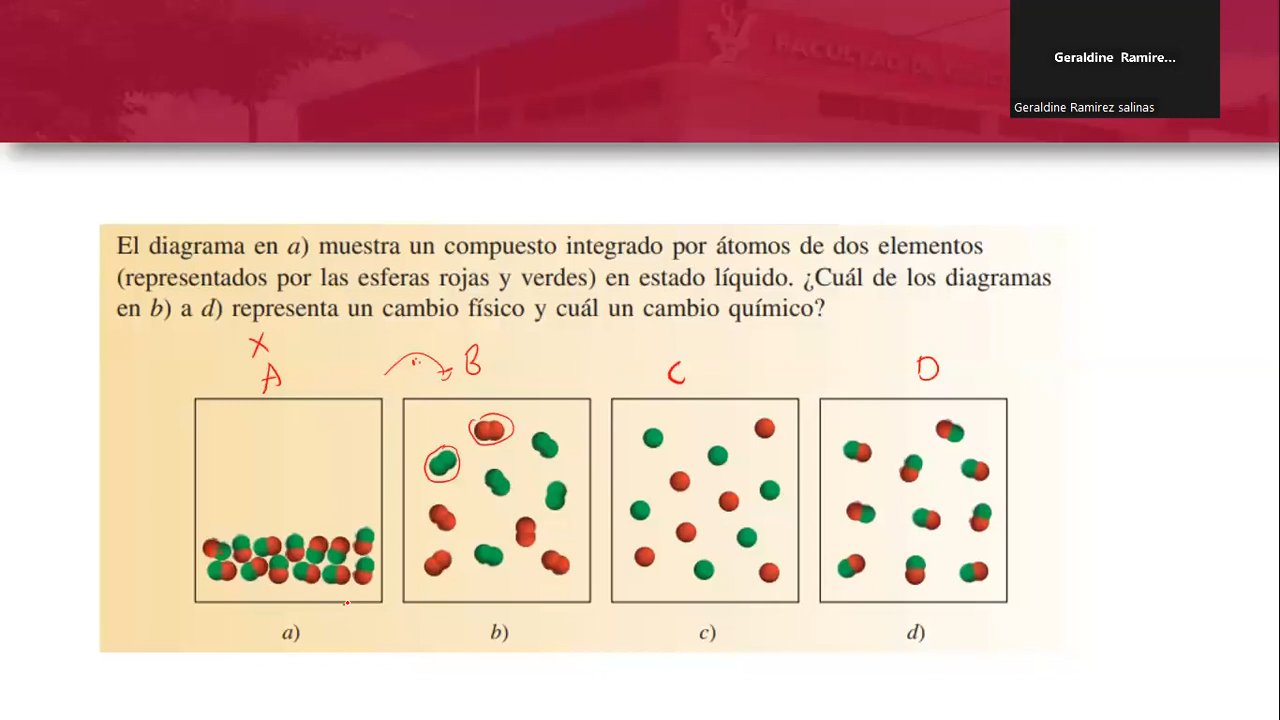 FACULTAD DE
Geraldine Ramire...
Geraldine Ramirez salinas
El diagrama en a) muestra un compuesto integrado por átomos de dos elementos
(representados por las esferas rojas y verdes) en estado líquido. ¿Cuál de los diagramas
en b) a d) representa un cambio físico y cuál un cambio químico?
X
A B C D
a) b) c) d)